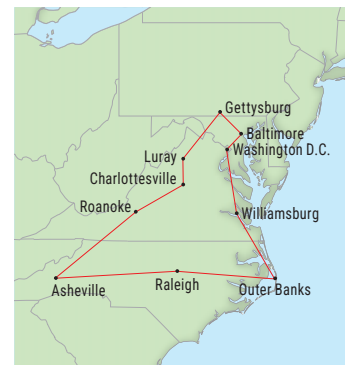 Gettysburg
Baltimore
Washington D.C.
Luray
Charlottesville
Roanoke
Williamsburg
Asheville
Raleigh
Outer Banks